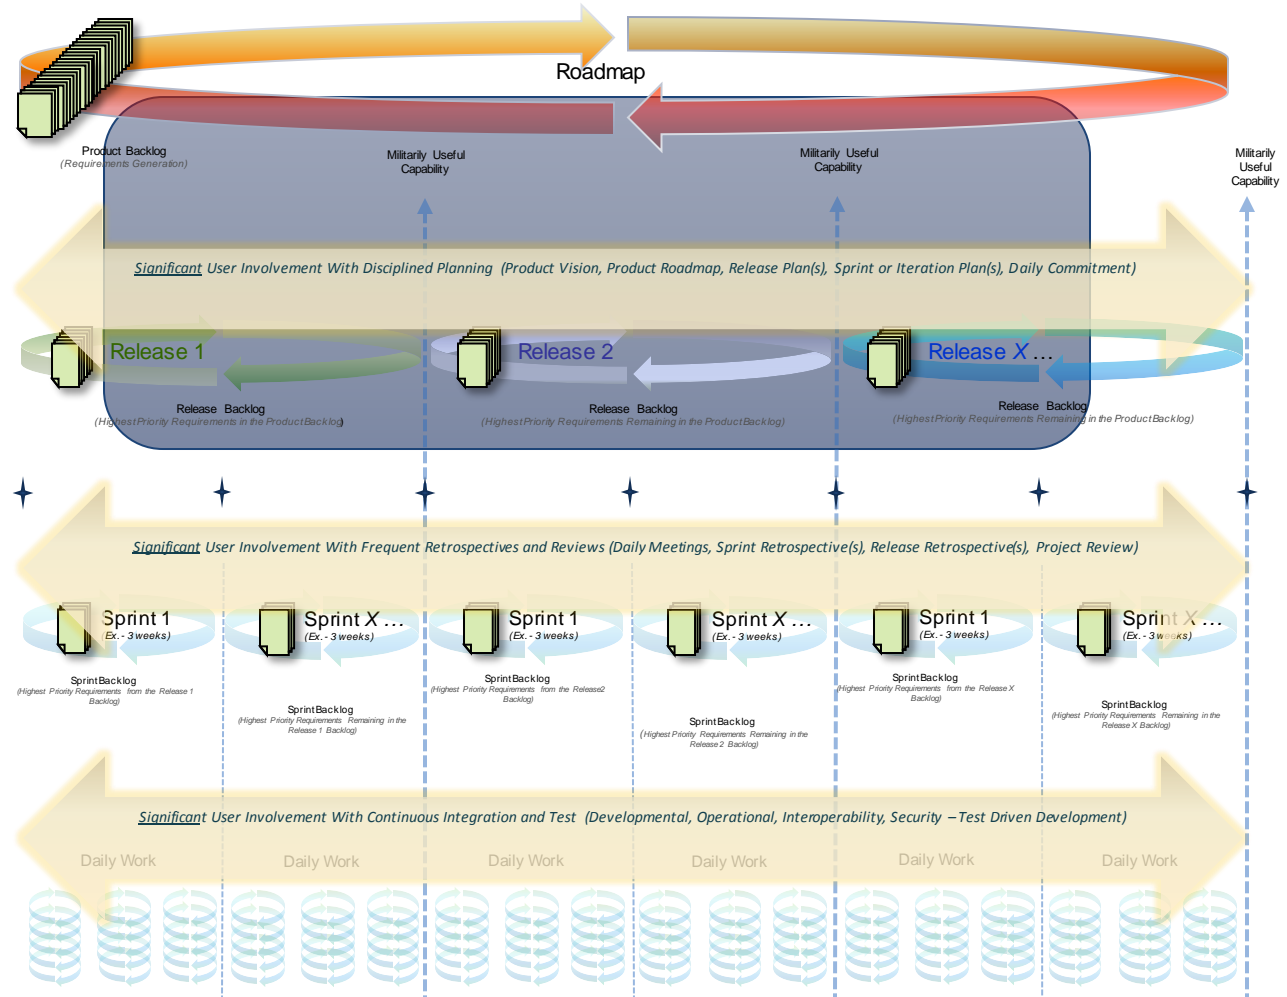 Roadmap
Product Backlog
(Requirements Generation)
Militarily Useful
Capability
Militarily Useful
Capability
Militarily
Useful
Capability
Significant User Involvement With Disciplined Planning (Product Vision, Product Roadmap, Release Plan(s), Sprint or Iteration Plan(s), Daily Commitment)
Release 1
Release 2
Release X ...
Release Backlog
(Highest Priority Requirements in the Product Backlog)
Release Backlog
(Highest Priority Requirements Remaining in the Product Backlog)
Release Backlog
(Highest Priority Requirements Remaining in the Product Backlog)
Significant User Involvement With Frequent Retrospectives and Reviews (Daily Meetings, Sprint Retrospective(s), Release Retrospective(s), Project Review)
Sprint 1
(Ex. - 3 weeks)
Sprint X ...
(Ex. - 3 weeks)
Sprint 1
(Ex. - 3 weeks)
Sprint X ...
(Ex. - 3 weeks)
Sprint 1
(Ex. - 3 weeks)
Sprint X ...
(Ex. - 3 weeks)
Sprint Backlog
(Highest Priority Requirements from the Release 1
Backlog)
Sprint Backlog
(Highest Priority Requirements Remaining in the
Release 1 Backlog)
Sprint Backlog
(Highest Priority Requirements from the Release2
Backlog)
Sprint Backlog
(Highest Priority Requirements Remaining in the
Release 2 Backlog)
Sprint Backlog
(Highest Priority Requirements from the Release X
Backlog)
Sprint Backlog
(Highest Priority Requirements Remaining in the
Release X Backlog)
Significant User Involvement With Continuous Integration and Test (Developmental, Operational, Interoperability, Security – Test Driven Development)
Daily Work
Daily Work
Daily Work
Daily Work
Daily Work
Daily Work